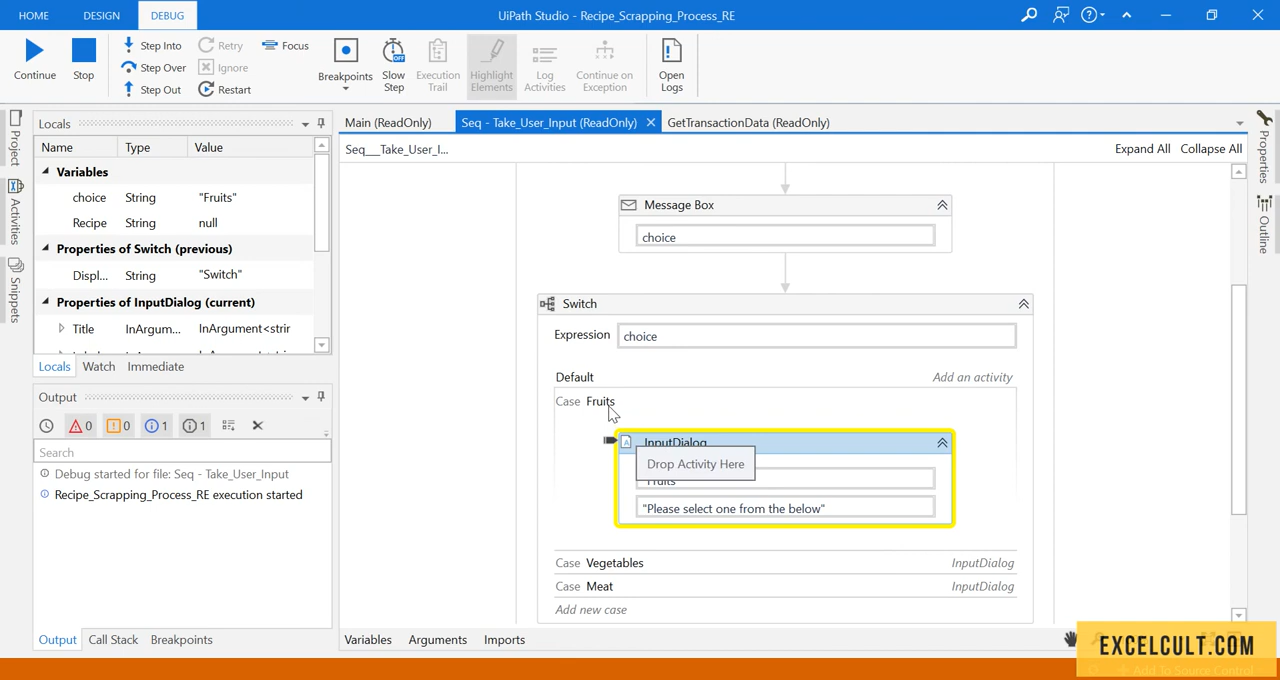 HOME DESIGN DEBUG UiPath Studio - Recipe_Scrapping_Process_RE
Continue
Stop
Step Into
Step Over
Step Out
Retry
Ignore
Restart
Focus
Breakpoints
Slow
Step
Execution
Trail
Highlight
Elements
Log
Activities
Continue on
Exception
Open
Logs
Project
Activities
Snippets
Locals
Name Type Value
Variables
choice String "Fruits"
Recipe String null
Properties of Switch (previous)
Displ... String "Switch"
Properties of InputDialog (current)
Title InArgum... InArgument<strir
Locals Watch Immediate
Output
0 0 1 1
Search
Debug started for file: Seq - Take_User_Input
Recipe_Scrapping_Process_RE execution started
Output Call Stack Breakpoints
Main (ReadOnly) Seq - Take_User_Input (ReadOnly) GetTransactionData (ReadOnly)
Seq___Take_User_I... Expand All Collapse All
Message Box
choice
Switch
Expression choice
Default Add an activity
Case Fruits
InputDialog
Drop Activity Here
"Please select one from the below"
Case Vegetables InputDialog
Case Meat InputDialog
Add new case
Variables Arguments Imports
Properties
Outline
EXCELCULT.COM
Add To Source Control